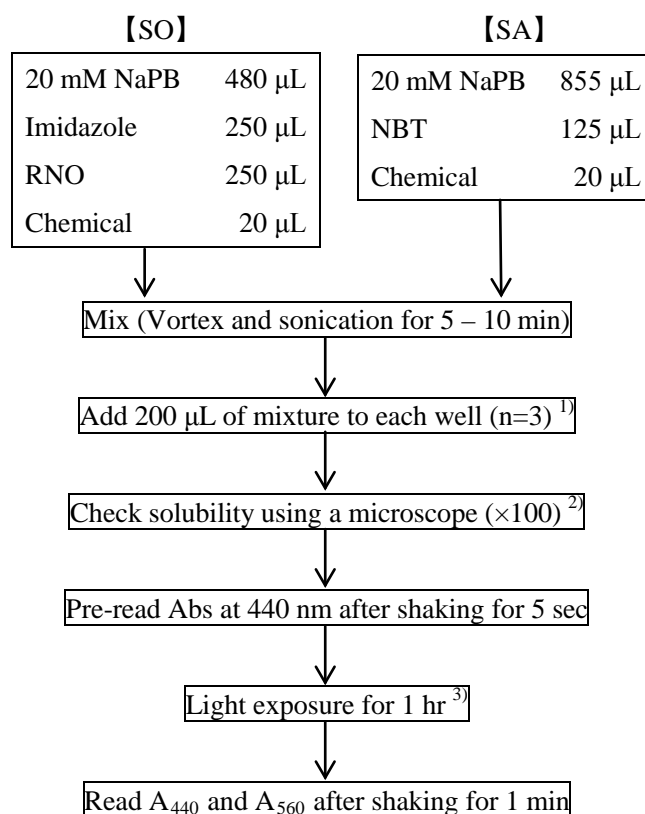 【SO】
20 mM NaPB 480 μL
Imidazole 250 μL
RNO 250 μL
Chemical 20 μL
【SA】
20 mM NaPB 855 μL
NBT 125 μL
Chemical 20 μL
Mix (Vortex and sonication for 5 – 10 min)
Add 200 μL of mixture to each well (n=3) 1)
Check solubility using a microscope (×100) 2)
Pre-read Abs at 440 nm after shaking for 5 sec
Light exposure for 1 hr 3)
Read A440 and A560 after shaking for 1 min